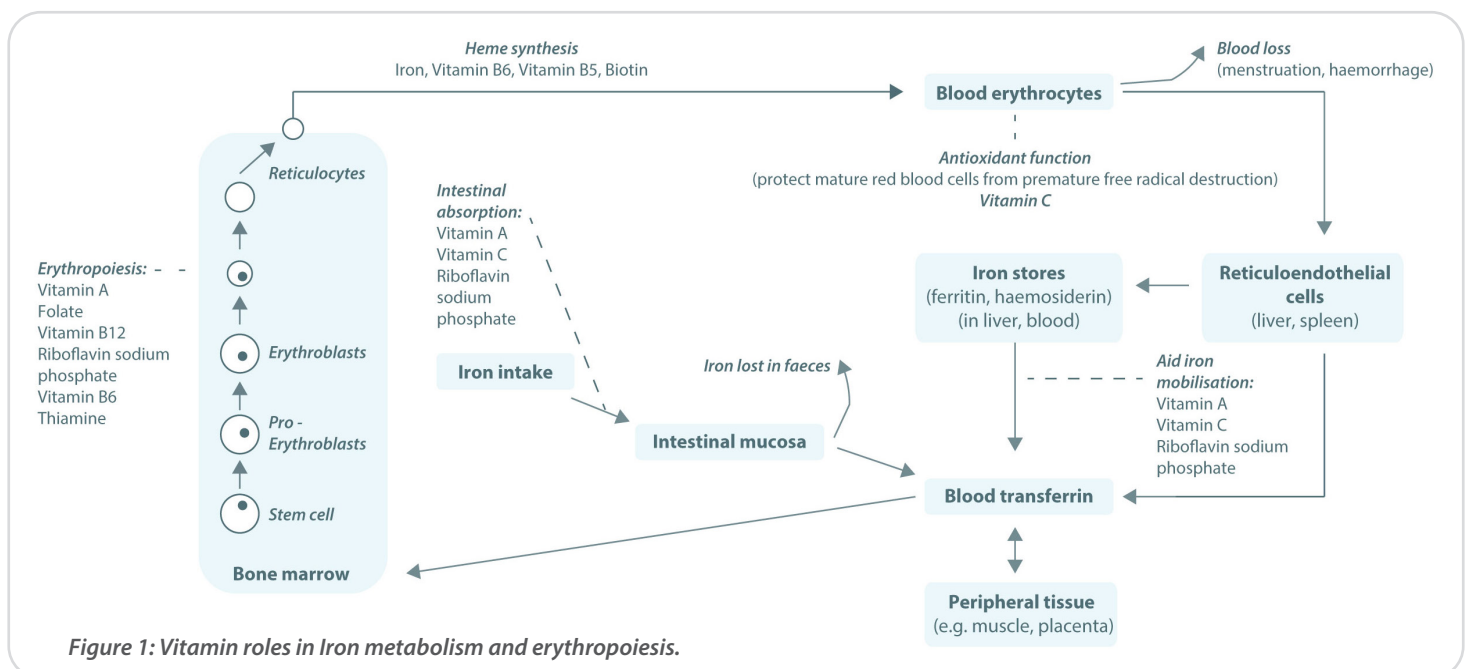 Heme synthesis
Iron, Vitamin B6, Vitamin B5, Biotin
Blood loss
(menstruation, haemorrhage)
Blood erythrocytes
Antioxidant function
(protect mature red blood cells from premature free radical destruction)
Vitamin C
Reticulocytes
Intestinal
absorption:
Vitamin A
Vitamin C
Riboflavin
sodium
phosphate
Erythropoiesis:
Vitamin A
Folate
Vitamin B12
Riboflavin sodium
phosphate
Vitamin B6
Thiamine
Iron stores
(ferritin, haemosiderin)
(in liver, blood)
Reticuloendothelial
cells
(liver, spleen)
Erythroblasts
Iron intake
Iron lost in faeces
Aid iron
mobilisation:
Vitamin A
Vitamin C
Riboflavin sodium
phosphate
Pro -
Erythroblasts
Intestinal mucosa
Stem cell
Blood transferrin
Bone marrow
Peripheral tissue
(e.g. muscle, placenta)
Figure 1: Vitamin roles in Iron metabolism and erythropoiesis.